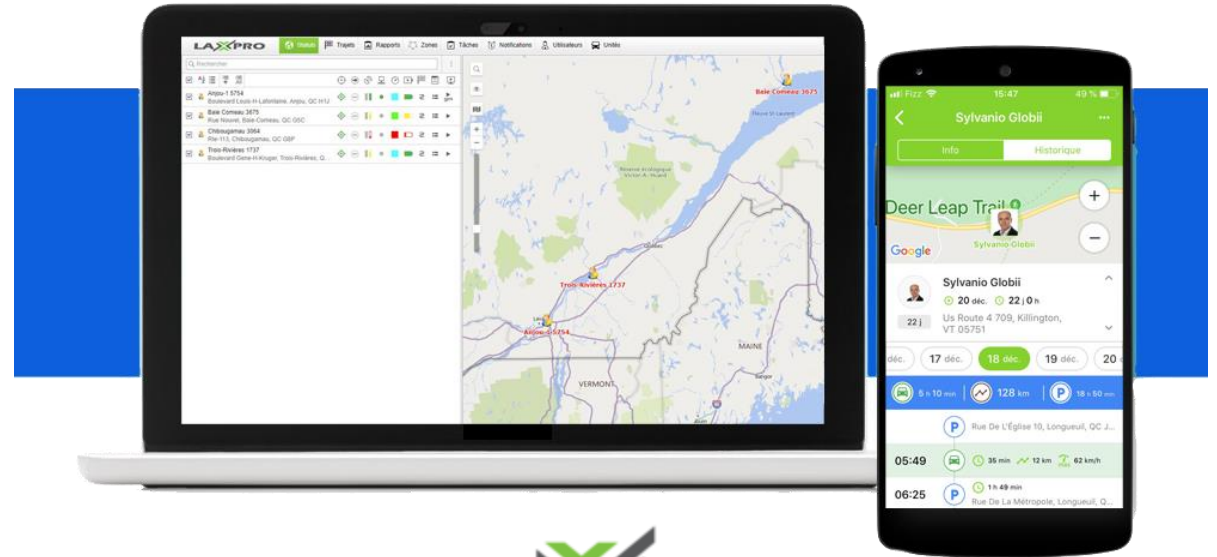 LAXPRO
Statuts
Trajets
Rapports
Zones
Tâches
Notifications
Utilisateurs
Unités
Rechercher
Anjou-1 5754
Boulevard Louis-H-Lafontaine, Anjou, QC H1J
Baie Comeau 3675
Rue Nouvel, Baie-Comeau, QC G5C
Chibougamau 3064
Rte-113, Chibougamau, QC G8P
Trois-Rivières 1737
Boulevard Gene-H-Kruger, Trois-Rivières, Q...
Baie Comeau 3675
Trois-Rivières 1737
Anjou-1 5754
Québec
MAINE
Bangor
VERMONT
Fizz
15:47
49 %
Sylvanio Globii
Info
Historique
Deer Leap Trail
Sylvanio Globii
Google
Sylvanio Globii
20 déc. 22 j 0 h
22 j
Us Route 4 709, Killington,
VT 05751
déc.
17 déc.
18 déc.
19 déc.
20
5 h 10 min
128 km
P
18 h 50 min
P
Rue De L'Église 10, Longueuil, QC J...
05:49
35 min
12 km
62 km/h
06:25
P
1 h 49 min
Rue De La Métropole, Longueuil, Q...